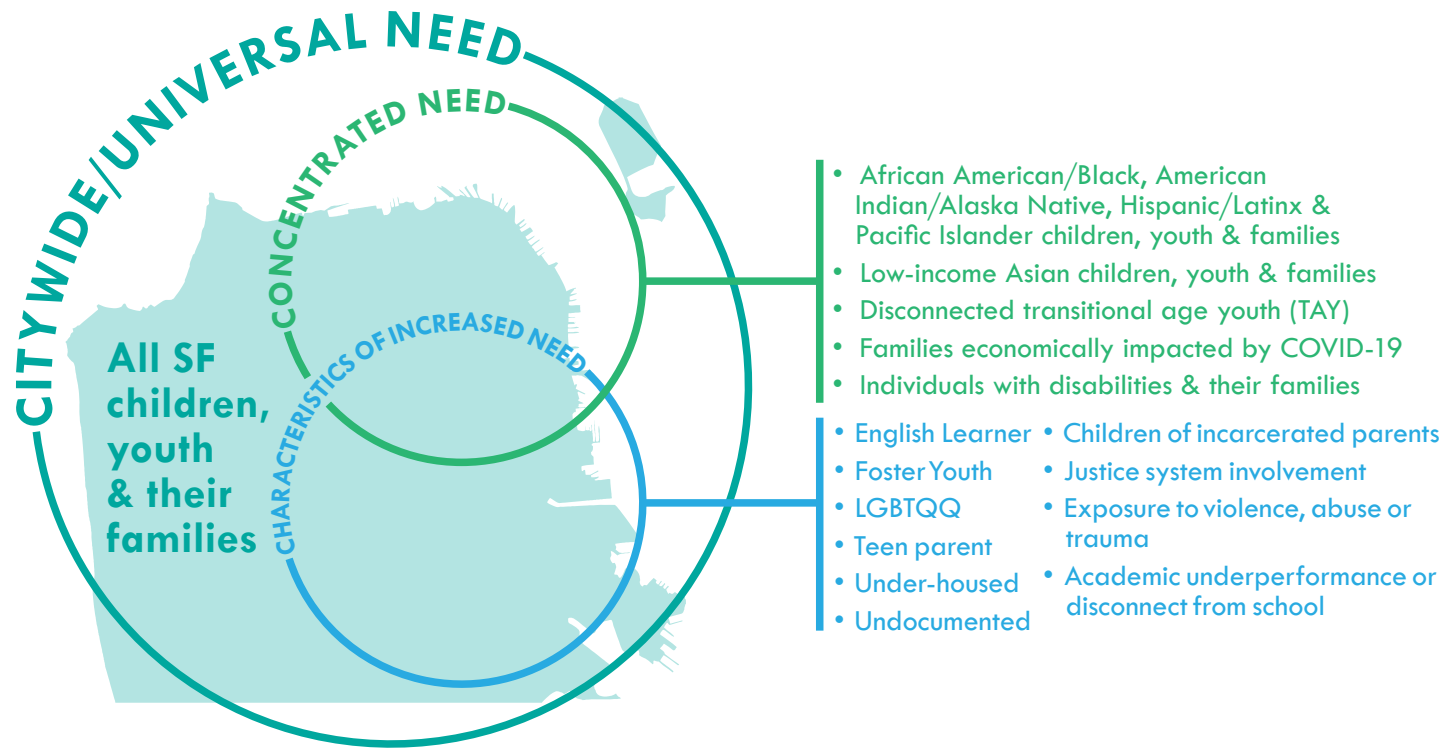 CITYWIDE/UNIVERSAL NEED
CONCENTRATED NEED
CHARACTERISTICS OF INCREASED NEED
All SF
children,
youth
& their
families
• African American/Black, American
Indian/Alaska Native, Hispanic/Latinx &
Pacific Islander children, youth & families
• Low-income Asian children, youth & families
• Disconnected transitional age youth (TAY)
• Families economically impacted by COVID-19
• Individuals with disabilities & their families
• English Learner
• Foster Youth
• LGBTQQ
• Teen parent
• Under-housed
• Undocumented
• Children of incarcerated parents
• Justice system involvement
• Exposure to violence, abuse or
trauma
• Academic underperformance or
disconnect from school